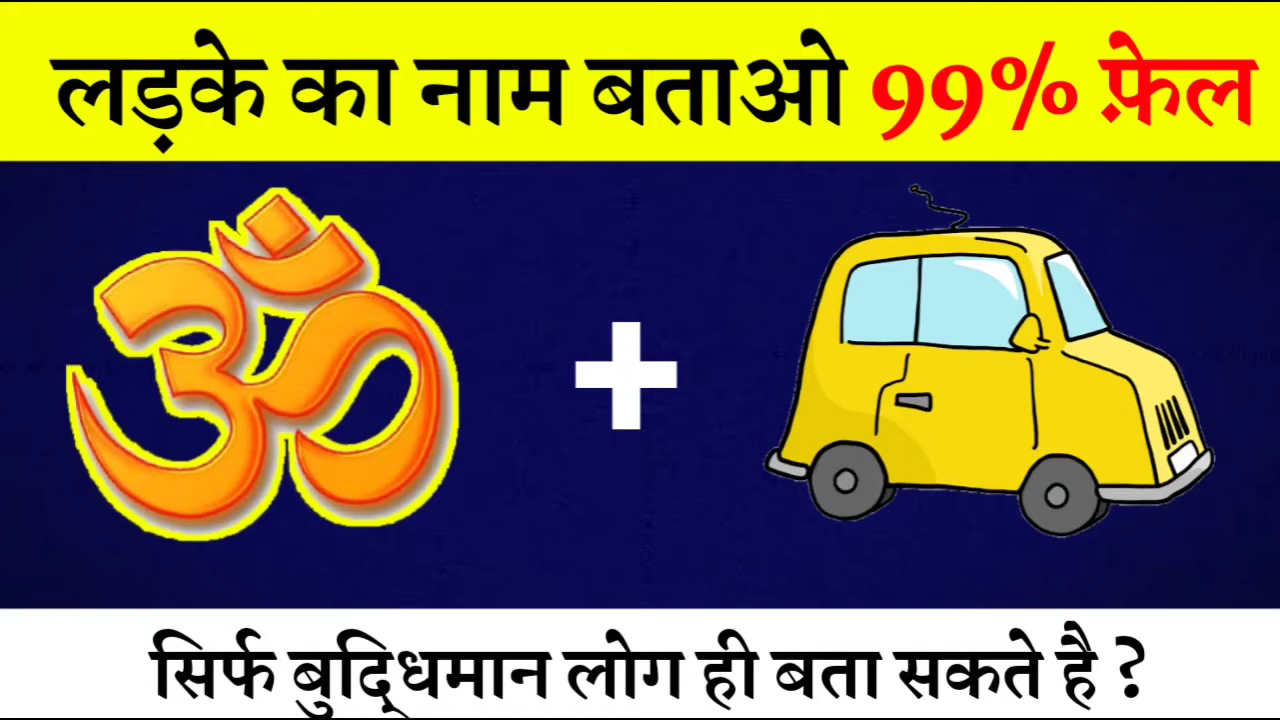 लड़के का नाम बताओ 99% फ़ेल
ॐ
+
सिर्फ बुद्धिमान लोग ही बता सकते है ?